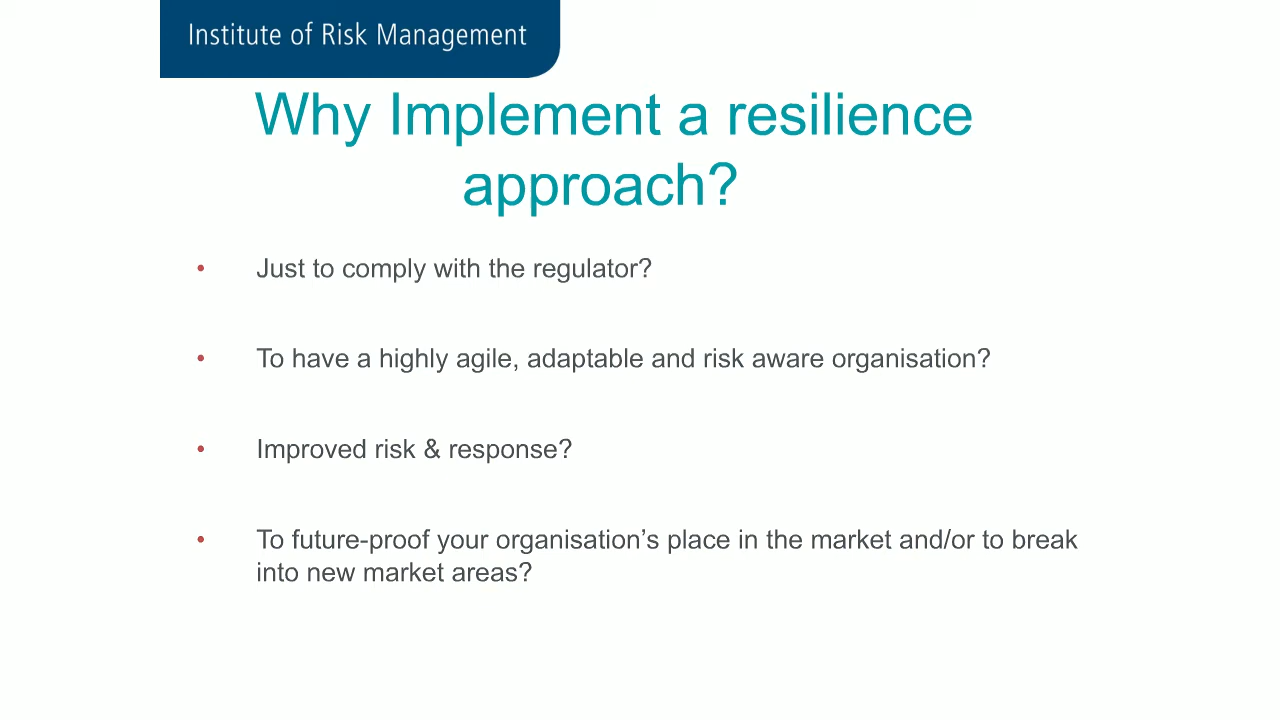 Institute of Risk Management
Why Implement a resilience
approach?
• Just to comply with the regulator?
• To have a highly agile, adaptable and risk aware organisation?
• Improved risk & response?
• To future-proof your organisation’s place in the market and/or to break
into new market areas?